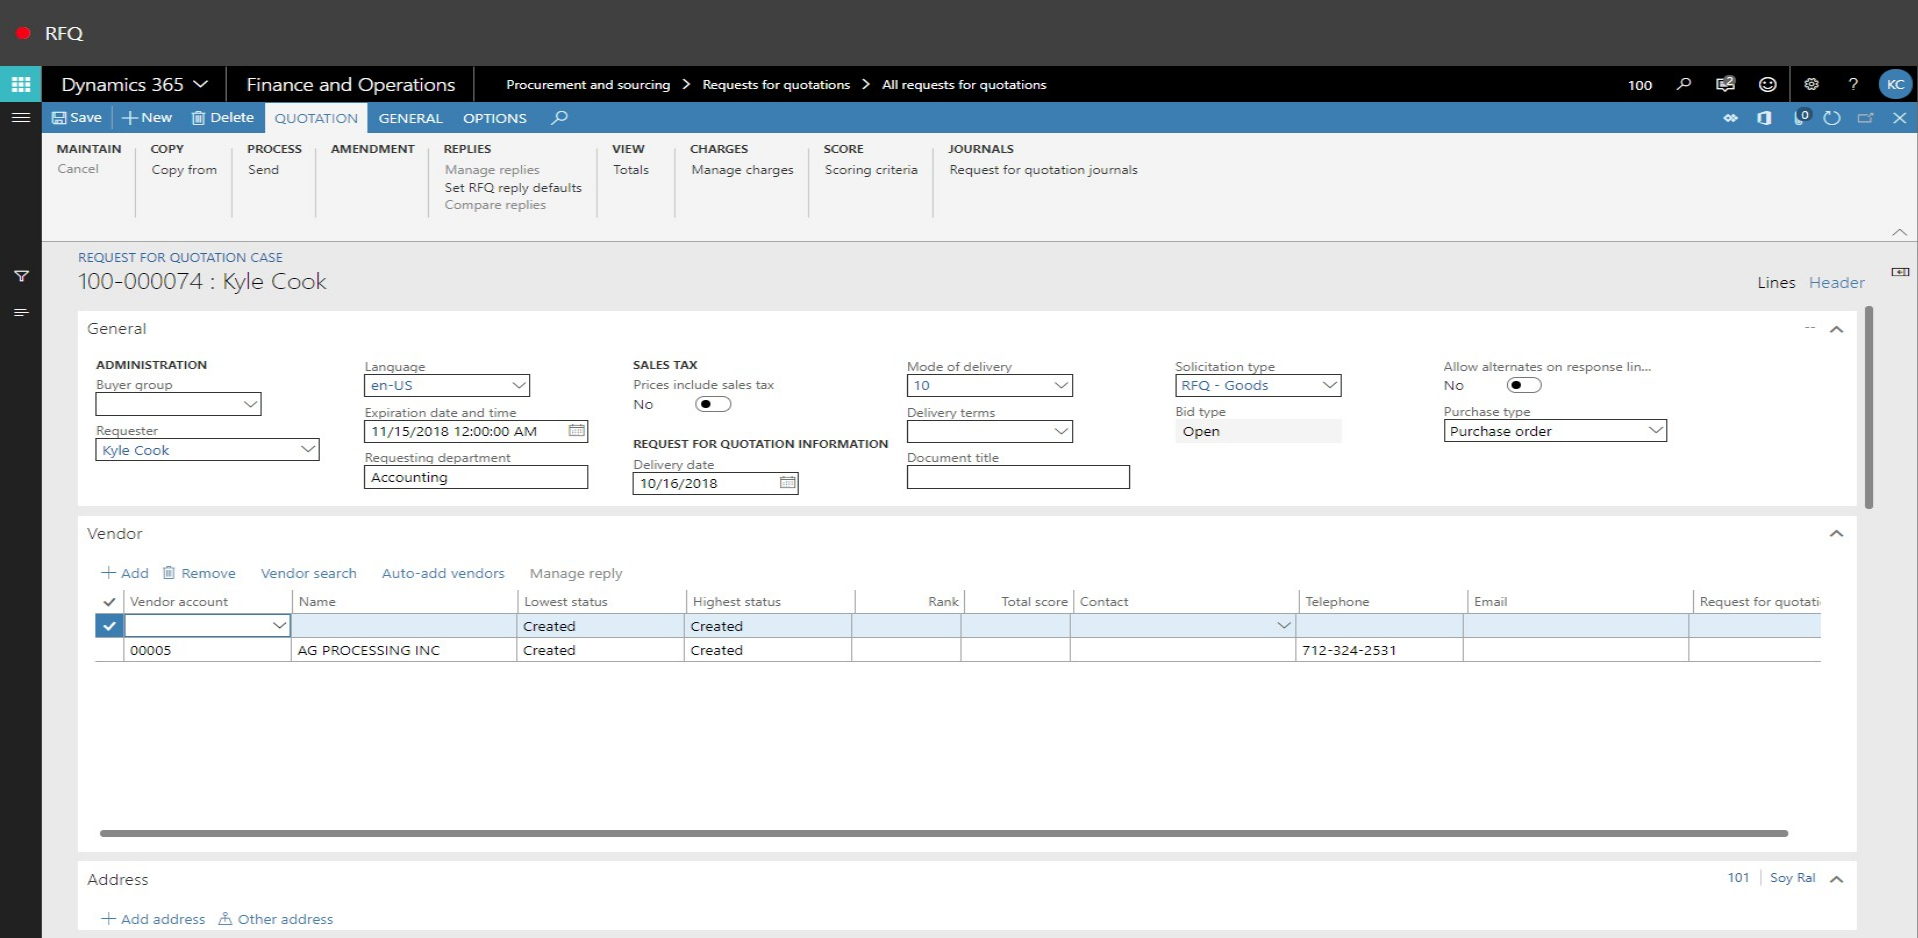 RFQ
Dynamics 365
Finance and Operations
Procurement and sourcing > Requests for quotations > All requests for quotations
100
2
?
KC
Save
New
Delete
QUOTATION
GENERAL
OPTIONS
0
MAINTAIN
Cancel
COPY
Copy from
PROCESS
Send
AMENDMENT
REPLIES
Manage replies
Set RFQ reply defaults
Compare replies
VIEW
Totals
CHARGES
Manage charges
SCORE
Scoring criteria
JOURNALS
Request for quotation journals
REQUEST FOR QUOTATION CASE
100-000074 : Kyle Cook
Lines Header
General
--
ADMINISTRATION
Buyer group
Requester
Kyle Cook
Language
en-US
Expiration date and time
11/15/2018 12:00:00 AM
Requesting department
Accounting
SALES TAX
Prices include sales tax
No
REQUEST FOR QUOTATION INFORMATION
Delivery date
10/16/2018
Mode of delivery
10
Delivery terms
Document title
Solicitation type
RFQ - Goods
Bid type
Open
Allow alternates on response lin...
No
Purchase type
Purchase order
Vendor
Add
Remove
Vendor search
Auto-add vendors
Manage reply
Vendor account Name Lowest status Highest status Rank Total score Contact Telephone Email Request for quotati
Created Created
00005 AG PROCESSING INC Created Created 712-324-2531
Address
101
Soy Ral
Add address
Other address